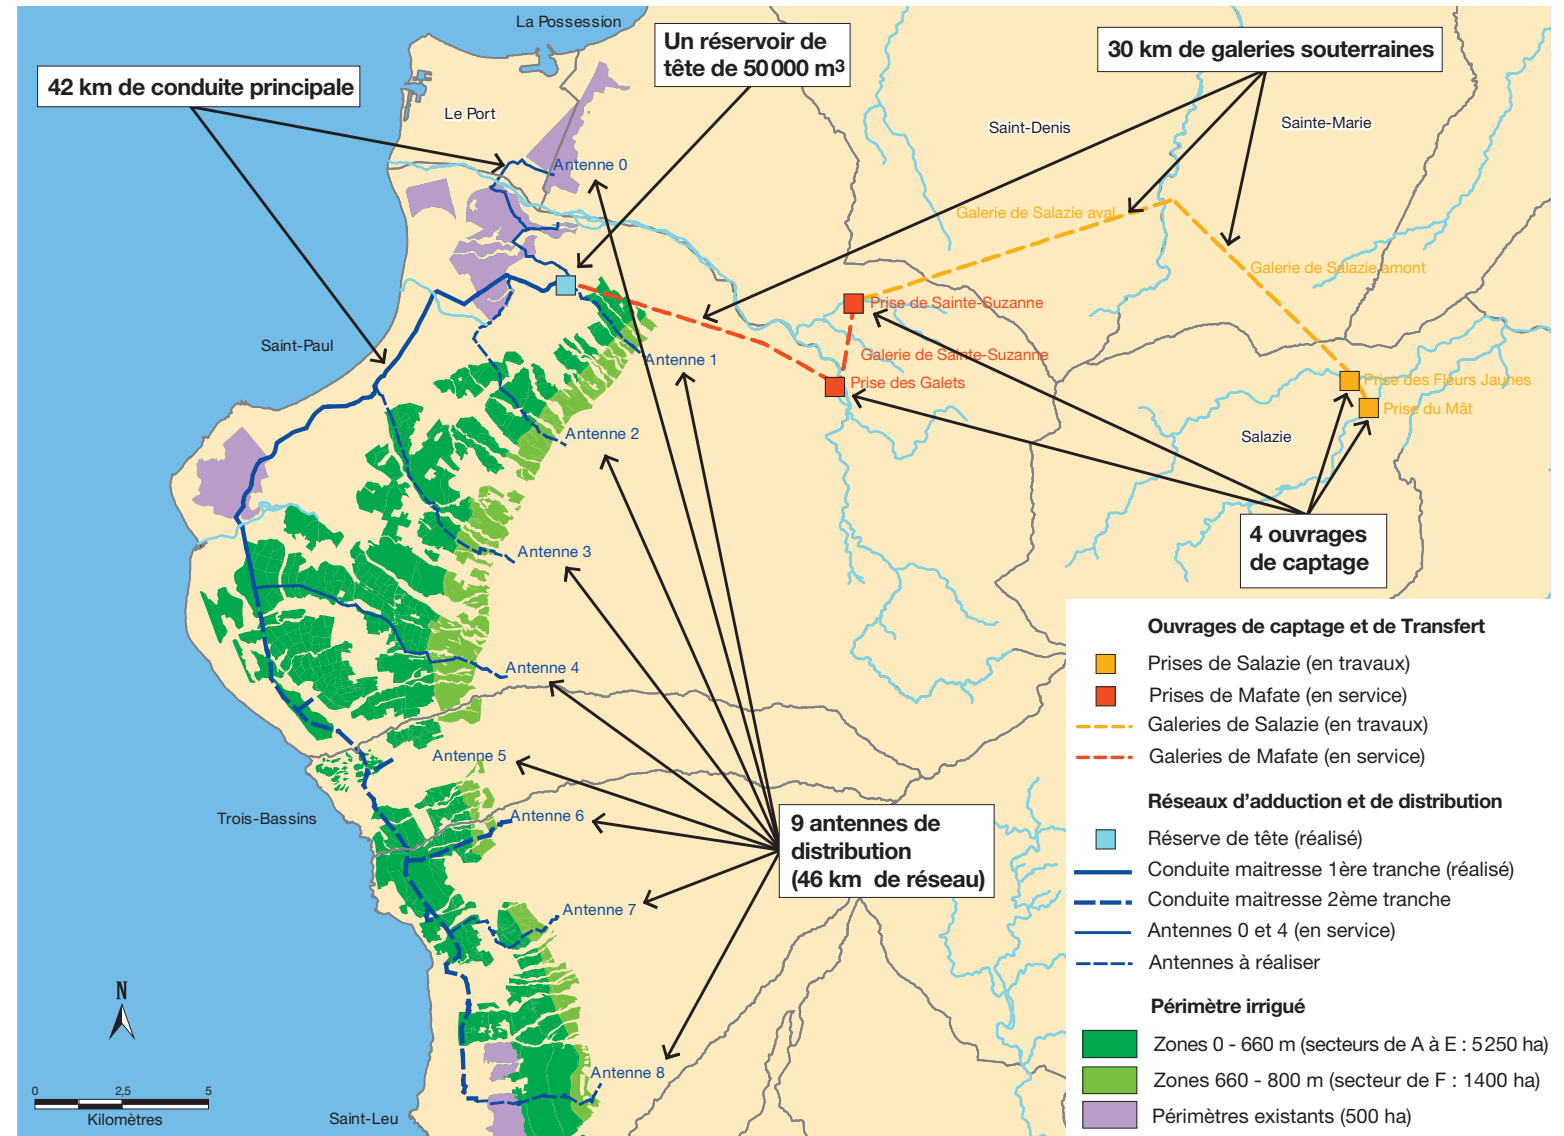 La Possession
Un réservoir de
tête de 50 000 m3
30 km de galeries souterraines
42 km de conduite principale
Le Port
Saint-Denis
Sainte-Marie
Antenne 0
Galerie de Salazie aval
Galerie de Salazie amont
Prise de Sainte-Suzanne
Saint-Paul
Galerie de Sainte-Suzanne
Antenne 1
Prise des Galets
Prise des Fleurs Jaunes
Prise du Mât
Antenne 2
Salazie
Antenne 3
4 ouvrages
de captage
Antenne 4
Antenne 5
Trois-Bassins
Antenne 6
9 antennes de
distribution
(46 km de réseau)
Antenne 7
Antenne 8
Saint-Leu
N
0 2,5 5
Kilomètres
Ouvrages de captage et de Transfert
Prises de Salazie (en travaux)
Prises de Mafate (en service)
Galeries de Salazie (en travaux)
Galeries de Mafate (en service)
Réseaux d'adduction et de distribution
Réserve de tête (réalisé)
Conduite maitresse 1ère tranche (réalisé)
Conduite maitresse 2ème tranche
Antennes 0 et 4 (en service)
Antennes à réaliser
Périmètre irrigué
Zones 0 - 660 m (secteurs de A à E : 5 250 ha)
Zones 660 - 800 m (secteur de F : 1400 ha)
Périmètres existants (500 ha)